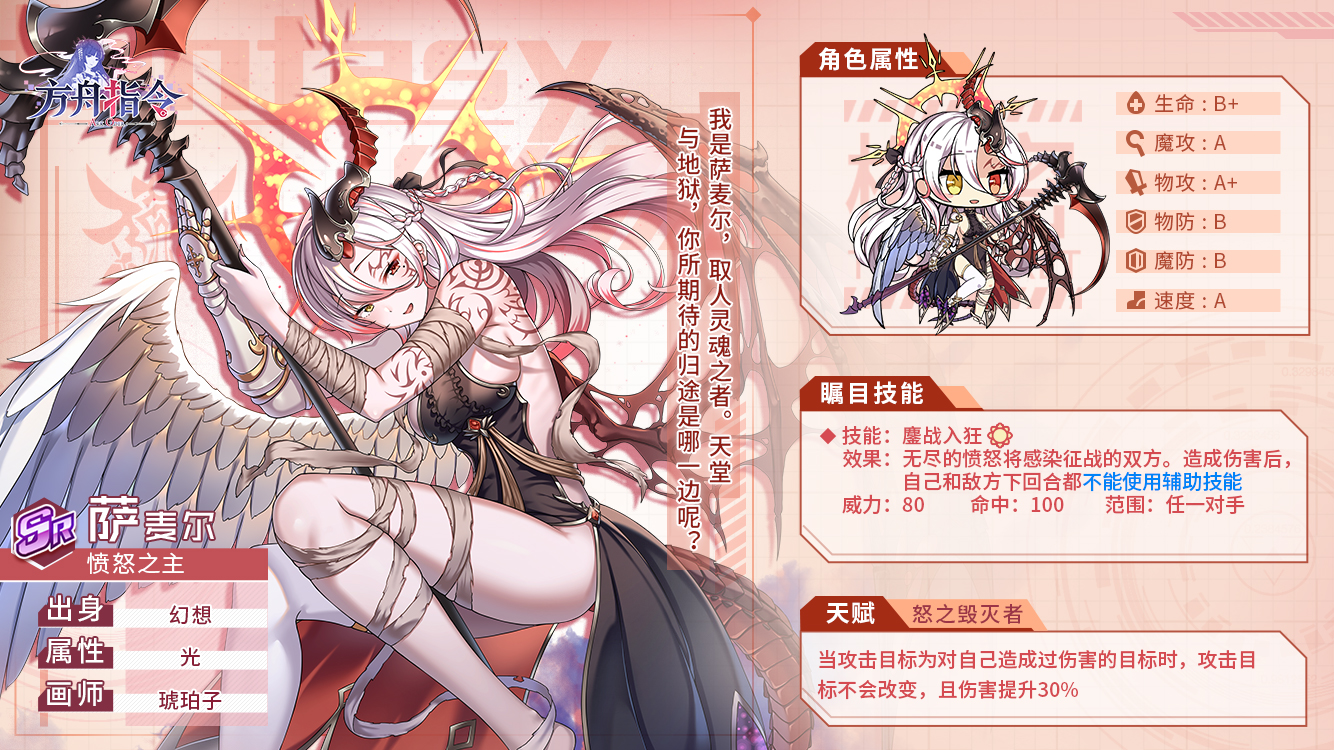 fantasy
方舟指令
我是萨麦尔，取人灵魂之者。天堂
与地狱，你所期待的归途是哪一边呢？
SR
萨麦尔
愤怒之主
出身
幻想
属性
光
画师
琥珀子
角色属性
生命：B+
魔攻：A
物攻：A+
物防：B
魔防：B
速度：A
瞩目技能
技能：鏖战入狂
效果：无尽的愤怒将感染征战的双方。造成伤害后，
自己和敌方下回合都不能使用辅助技能
威力：80 命中：100 范围：任一对手
天赋 怒之毁灭者
当攻击目标为对自己造成过伤害的目标时，攻击目
标不会改变，且伤害提升30%